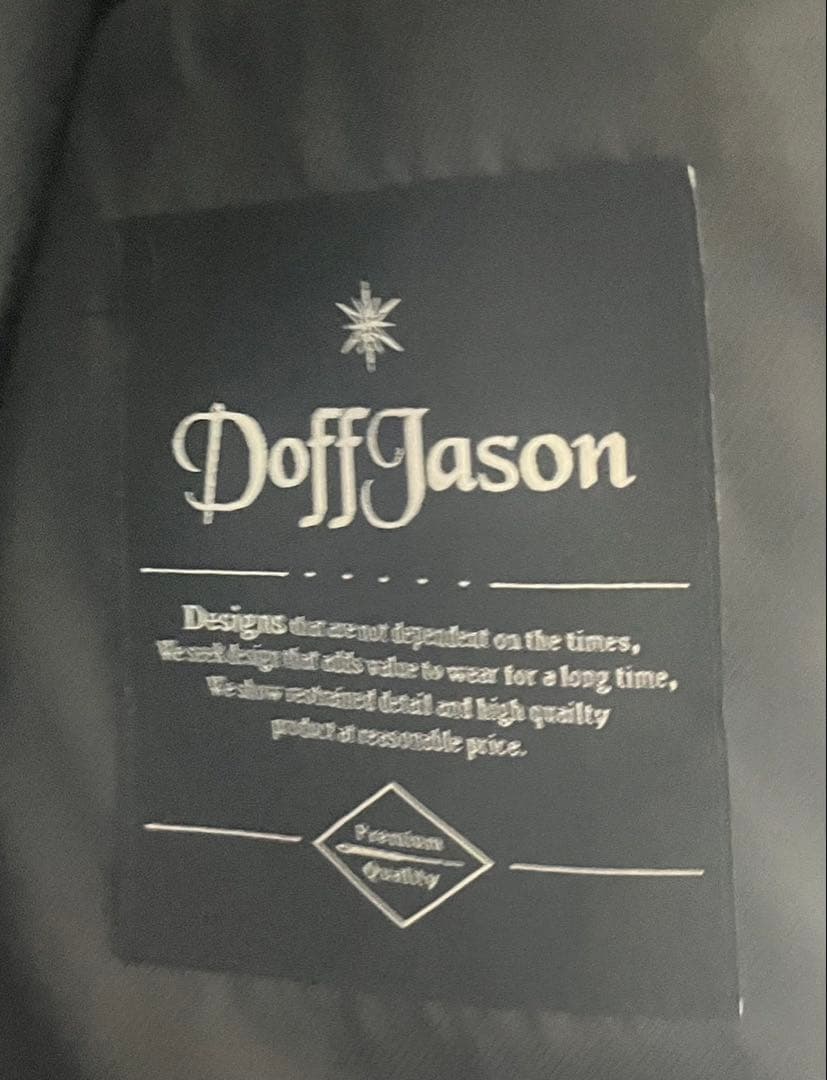 DoffJason
Designs that are not dependent on the times,
We seek design that adds value to wear for a long time,
We show restrained detail and high quailty
product at reasonable price.
Premium
Quality